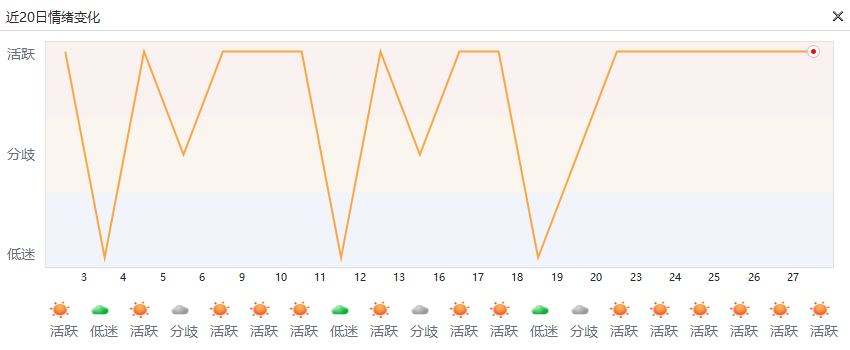 近20日情绪变化
活跃
分歧
低迷
3 4 5 6 9 10 11 12 13 16 17 18 19 20 23 24 25 26 27
活跃 低迷 活跃 分歧 活跃 活跃 活跃 低迷 活跃 分歧 活跃 活跃 低迷 分歧 活跃 活跃 活跃 活跃 活跃 活跃